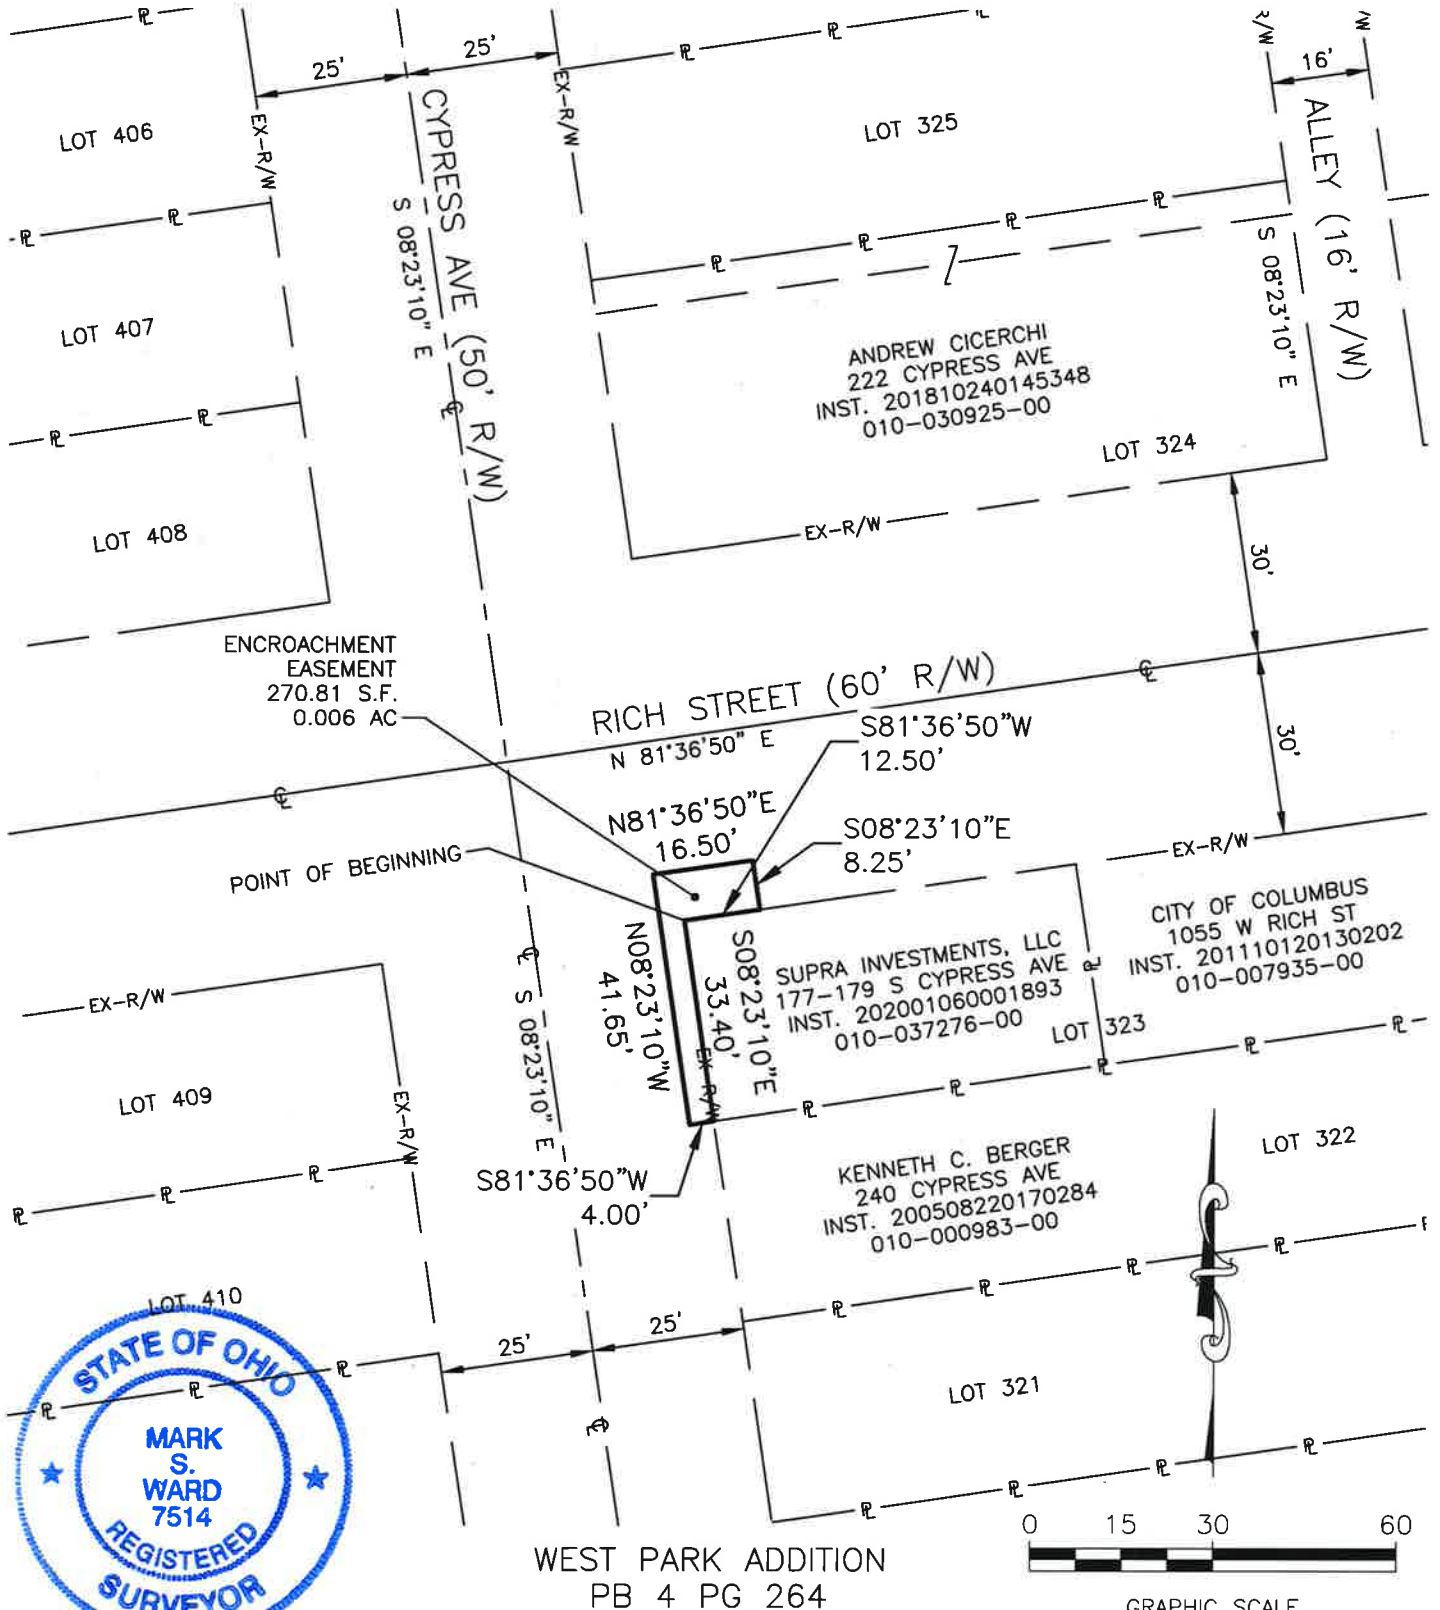 25'
25'
16'
EX-R/W
EX-R/W
R/W
LOT 406
LOT 325
CYPRESS AVE (50' R/W)
S 08°23'10" E
ALLEY (16' R/W)
S 08°23'10" E
LOT 407
ANDREW CICERCHI
222 CYPRESS AVE
INST. 201810240145348
010-030925-00
LOT 324
LOT 408
EX-R/W
30'
ENCROACHMENT
EASEMENT
270.81 S.F.
0.006 AC
RICH STREET (60' R/W)
N 81°36'50" E
S81°36'50"W
12.50'
30'
N81°36'50"E
16.50'
S08°23'10"E
8.25'
EX-R/W
POINT OF BEGINNING
CITY OF COLUMBUS
1055 W RICH ST
INST. 201110120130202
010-007935-00
SUPRA INVESTMENTS, LLC
177-179 S CYPRESS AVE
INST. 202001060001893
010-037276-00
LOT 323
N08°23'10"W
41.65'
S08°23'10"E
33.40'
EX-R/W
S 08°23'10" E
EX-R/W
LOT 409
EX-R/W
S81°36'50"W
4.00'
KENNETH C. BERGER
240 CYPRESS AVE
INST. 200508220170284
010-000983-00
LOT 322
LOT 410
25'
25'
LOT 321
STATE OF OHIO
MARK
S.
WARD
7514
REGISTERED
SURVEYOR
WEST PARK ADDITION
PB 4 PG 264
0 15 30 60
GRAPHIC SCALE